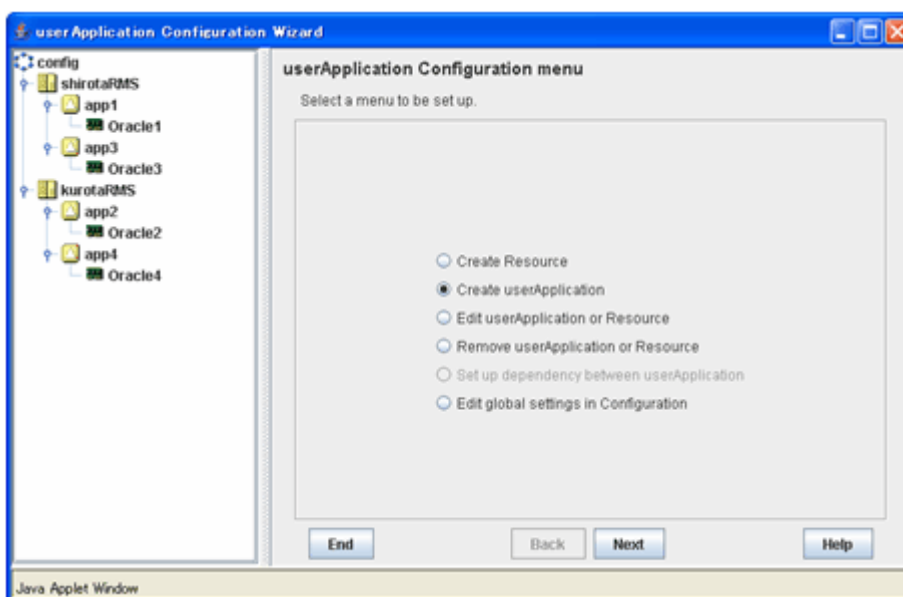 userApplication Configuration Wizard
config
shirotaRMS
app1
Oracle1
app3
Oracle3
kurotaRMS
app2
Oracle2
app4
Oracle4
userApplication Configuration menu
Select a menu to be set up.
Create Resource
Create userApplication
Edit userApplication or Resource
Remove userApplication or Resource
Set up dependency between userApplication
Edit global settings in Configuration
End Back Next Help
Java Applet Window